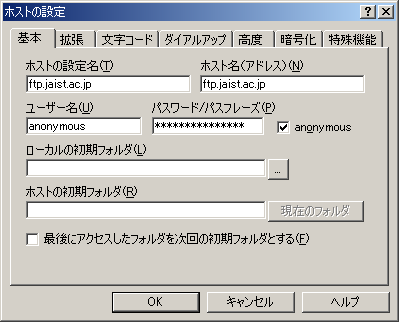 ホストの設定
基本 拡張 文字コード ダイアルアップ 高度 暗号化 特殊機能
ホストの設定名(T) ホスト名(アドレス)(N)
ftp.jaist.ac.jp ftp.jaist.ac.jp
ユーザー名(U) パスワード/パスフレーズ(P)
anonymous *************** anonymous
ローカルの初期フォルダ(L)
...
ホストの初期フォルダ(R)
現在のフォルダ
最後にアクセスしたフォルダを次回の初期フォルダとする(F)
OK キャンセル ヘルプ